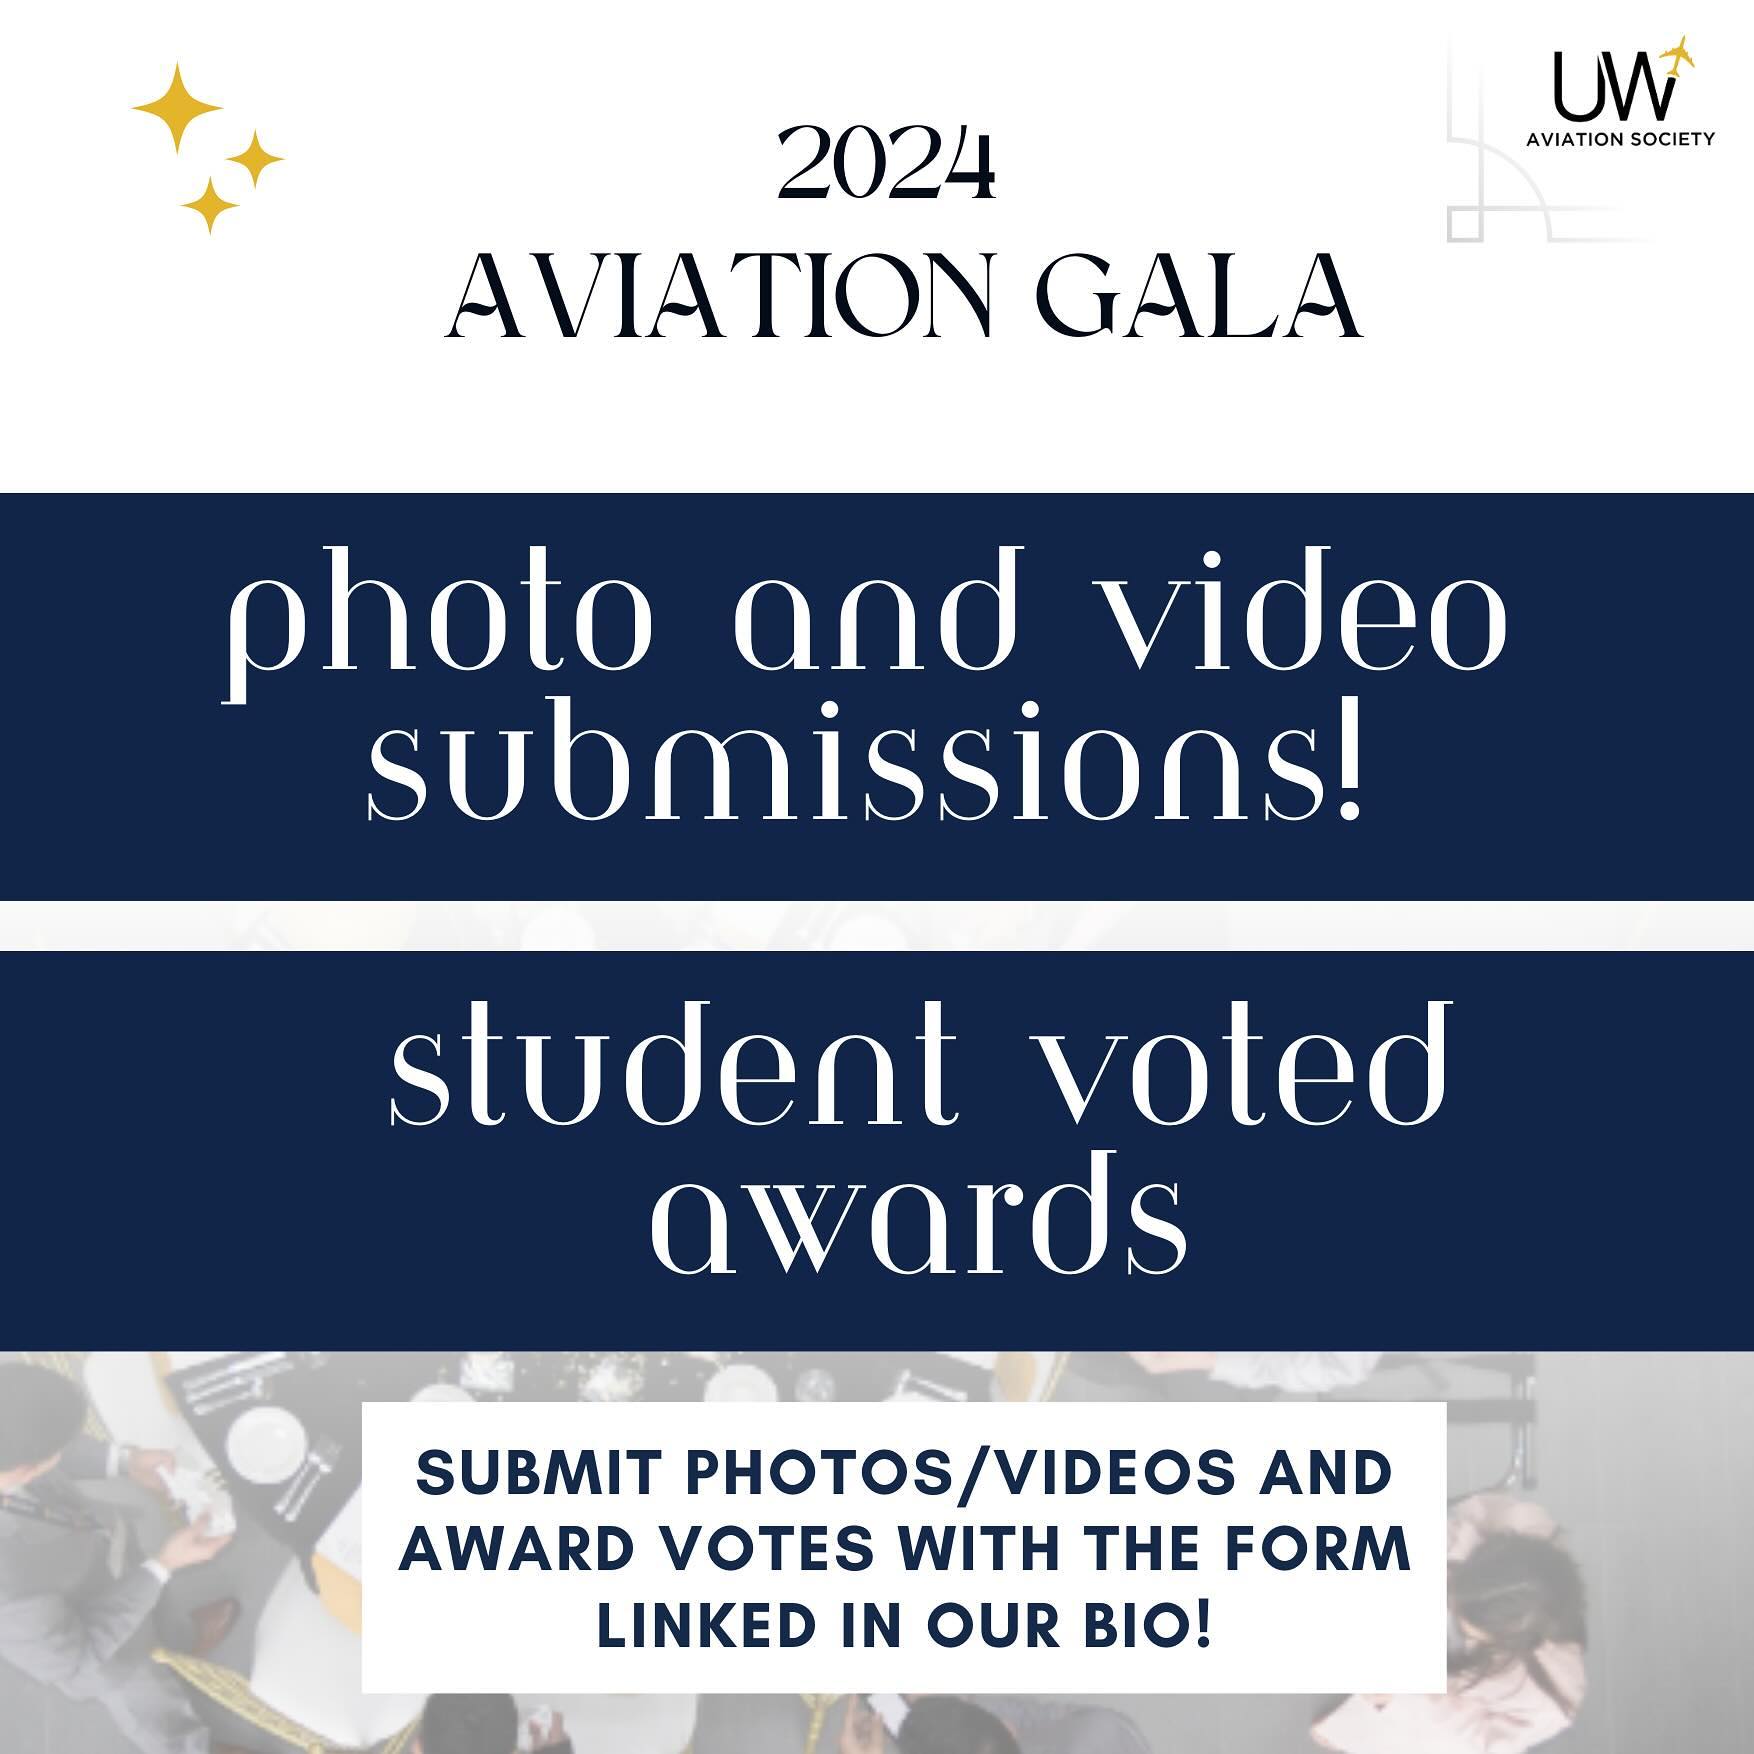 UW
AVIATION SOCIETY
2024
AVIATION GALA
photo and video
submissions!
student voted
awards
SUBMIT PHOTOS/VIDEOS AND
AWARD VOTES WITH THE FORM
LINKED IN OUR BIO!